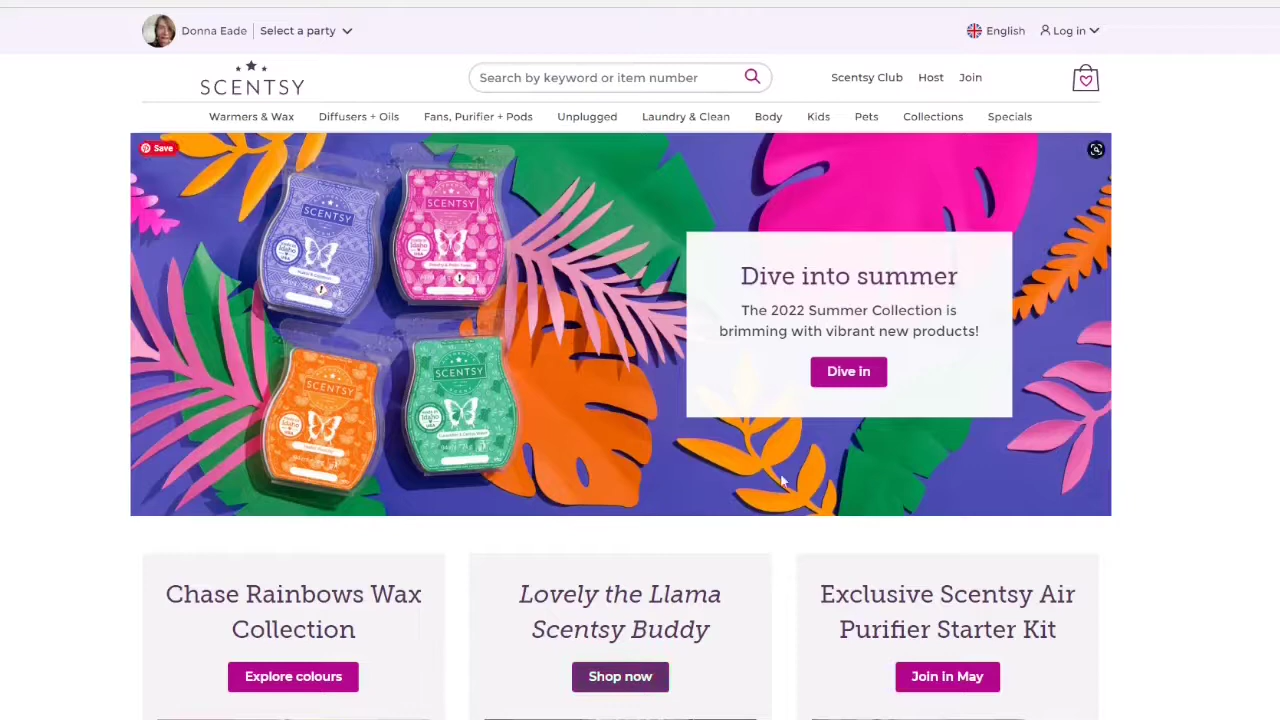 Donna Eade
Select a party
English
Log in
SCENTSY
Search by keyword or item number
Scentsy Club
Host
Join
Warmers & Wax
Diffusers + Oils
Fans, Purifier + Pods
Unplugged
Laundry & Clean
Body
Kids
Pets
Collections
Specials
Save
SCENTSY
SCENTSY
SCENTSY
SCENTSY
Dive into summer
The 2022 Summer Collection is
brimming with vibrant new products!
Dive in
Chase Rainbows Wax
Collection
Explore colours
Lovely the Llama
Scentsy Buddy
Shop now
Exclusive Scentsy Air
Purifier Starter Kit
Join in May